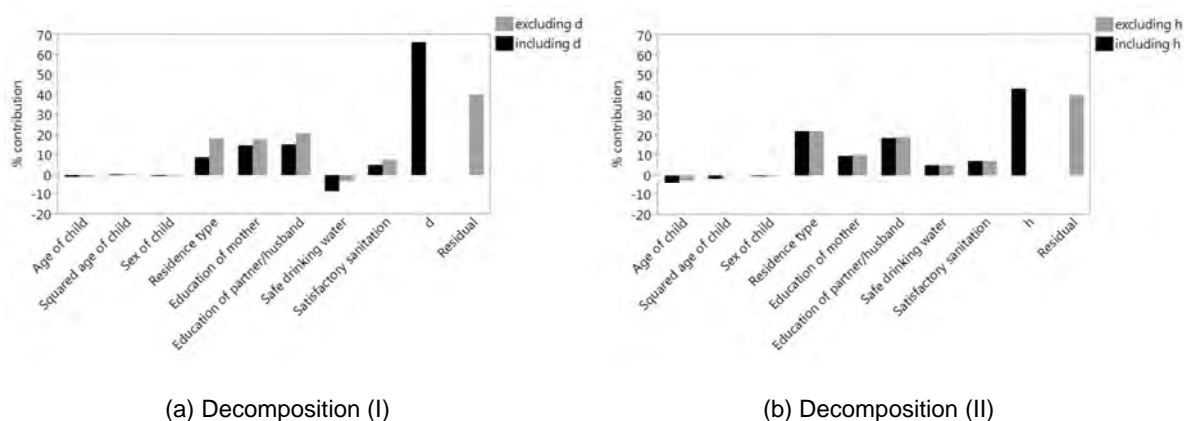 excluding d
including d
70
60
50
40
30
20
10
0
-10
-20
% contribution
Age of child
Squared age of child
Sex of child
Residence type
Education of mother
Education of partner/husband
Safe drinking water
Satisfactory sanitation
d
Residual
(a) Decomposition (I)
excluding h
including h
70
60
50
40
30
20
10
0
-10
-20
% contribution
Age of child
Squared age of child
Sex of child
Residence type
Education of mother
Education of partner/husband
Safe drinking water
Satisfactory sanitation
h
Residual
(b) Decomposition (II)